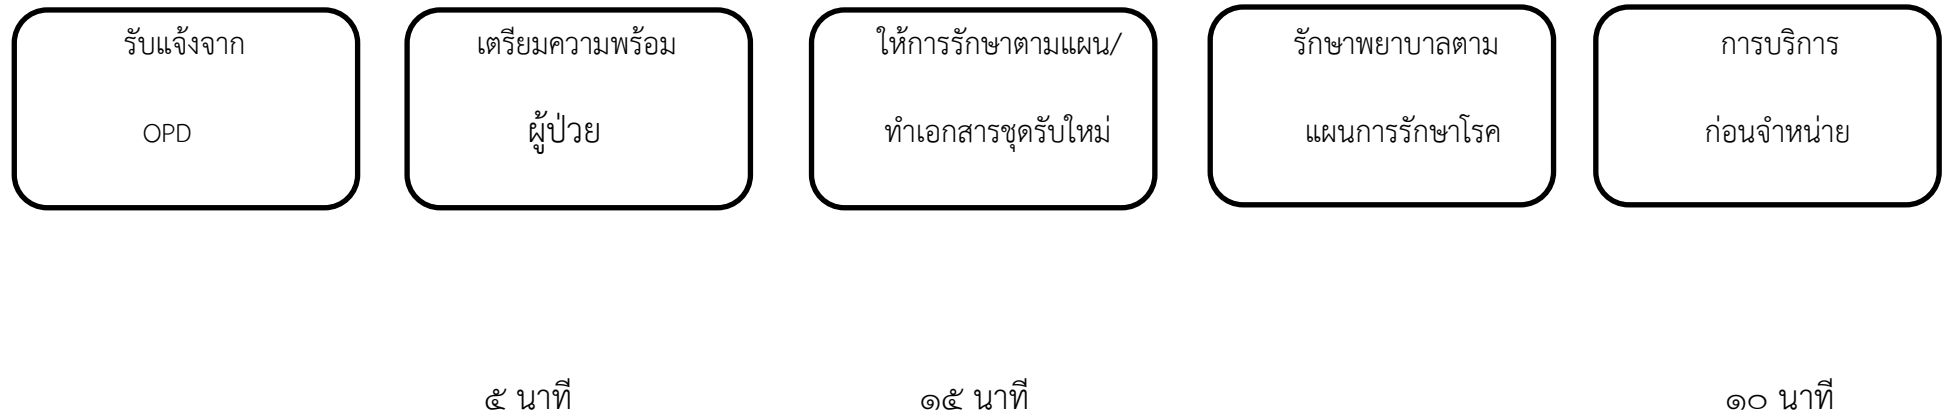 รับแจ้งจาก
OPD
เตรียมความพร้อม
ผู้ป่วย
ให้การรักษาตามแผน/
ทำเอกสารชุดรับใหม่
รักษาพยาบาลตาม
แผนการรักษาโรค
การบริการ
ก่อนจำหน่าย
๕ นาที
๑๕ นาที
๑๐ นาที